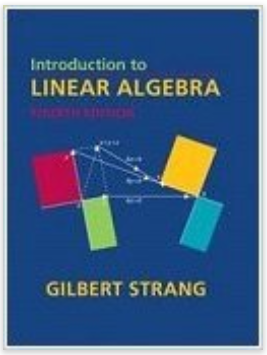 Introduction to
LINEAR ALGEBRA
FOURTH EDITION
GILBERT STRANG